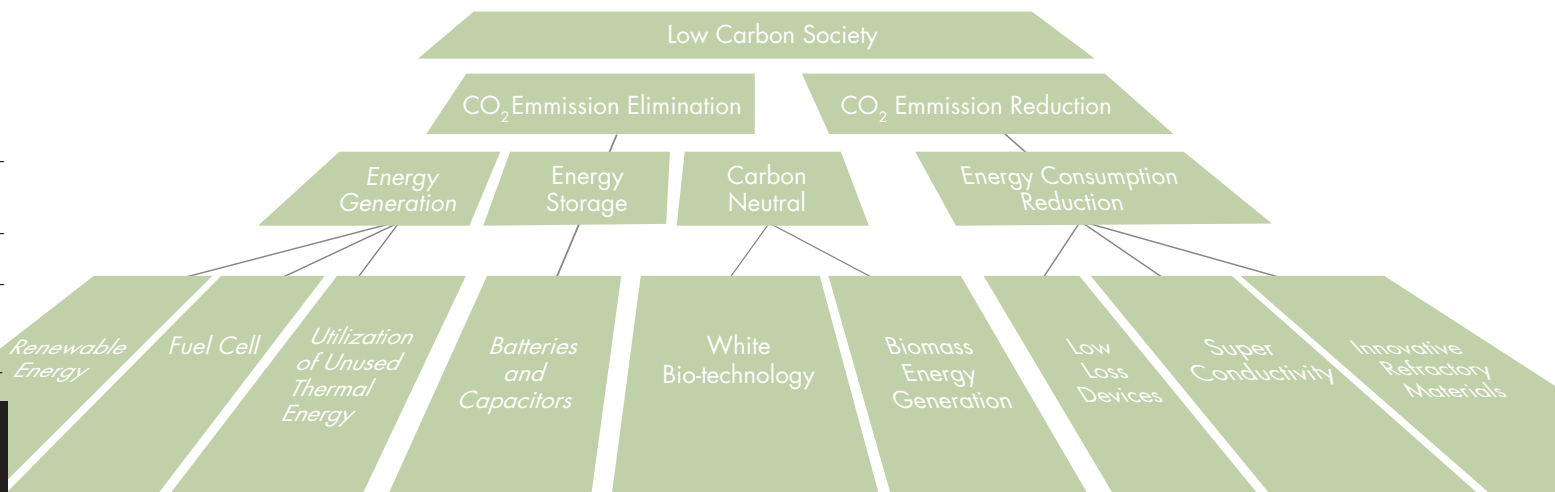 Low Carbon Society
CO₂Emmission Elimination
CO₂ Emmission Reduction
Energy
Generation
Energy
Storage
Carbon
Neutral
Energy Consumption
Reduction
Renewable
Energy
Fuel Cell
Utilization
of Unused
Thermal
Energy
Batteries
and
Capacitors
White
Bio-technology
Biomass
Energy
Generation
Low
Loss
Devices
Super
Conductivity
Innovative
Refractory
Materials